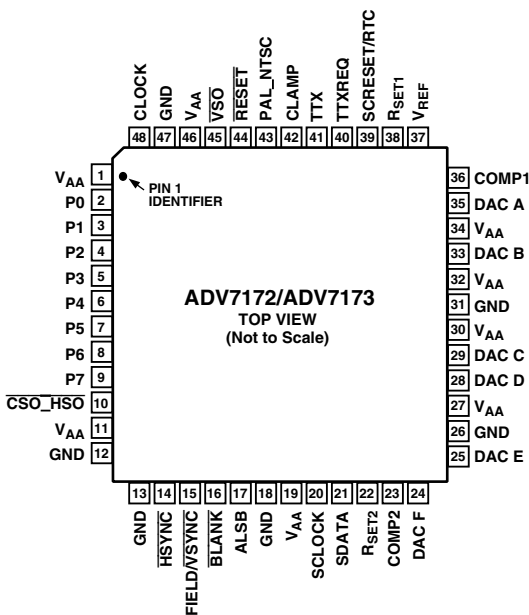 CLOCK
GND
VAA
VSO
RESET
PAL_NTSC
CLAMP
TTX
TTXREQ
SCRESET/RTC
RSET1
VREF
48 47 46 45 44 43 42 41 40 39 38 37
VAA 1
P0 2
P1 3
P2 4
P3 5
P4 6
P5 7
P6 8
P7 9
CSO_HSO 10
VAA 11
GND 12
PIN 1
IDENTIFIER
ADV7172/ADV7173
TOP VIEW
(Not to Scale)
36 COMP1
35 DAC A
34 VAA
33 DAC B
32 VAA
31 GND
30 VAA
29 DAC C
28 DAC D
27 VAA
26 GND
25 DAC E
13 14 15 16 17 18 19 20 21 22 23 24
GND
HSYNC
FIELD/VSYNC
BLANK
ALSB
GND
VAA
SCLOCK
SDATA
RSET2
COMP2
DAC F